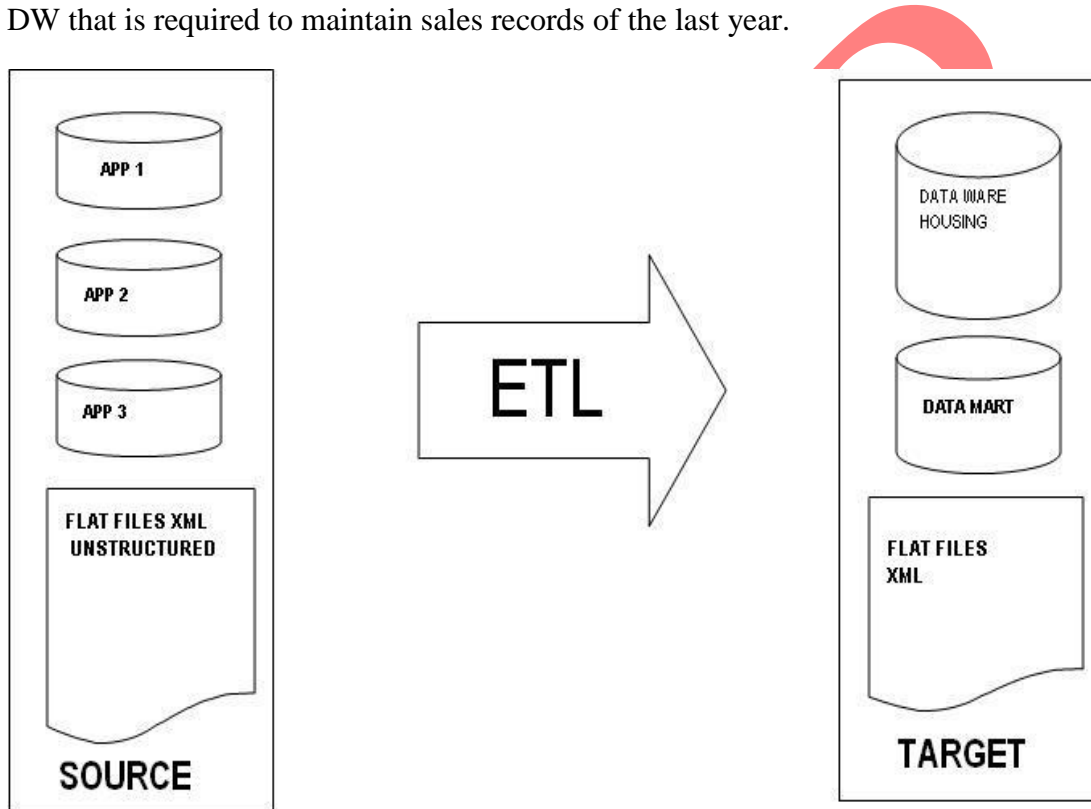 DW that is required to maintain sales records of the last year.
APP 1
APP 2
APP 3
FLAT FILES XML
UNSTRUCTURED
SOURCE
ETL
DATA WARE
HOUSING
DATA MART
FLAT FILES
XML
TARGET